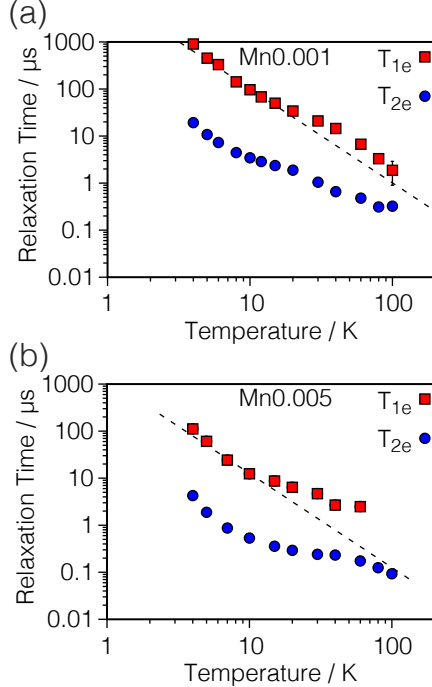 (a)
Mn0.001
T1e
T2e
1000
100
10
1
0.1
0.01
Relaxation Time / µs
1
10
100
Temperature / K
(b)
Mn0.005
T1e
T2e
1000
100
10
1
0.1
0.01
Relaxation Time / µs
1
10
100
Temperature / K